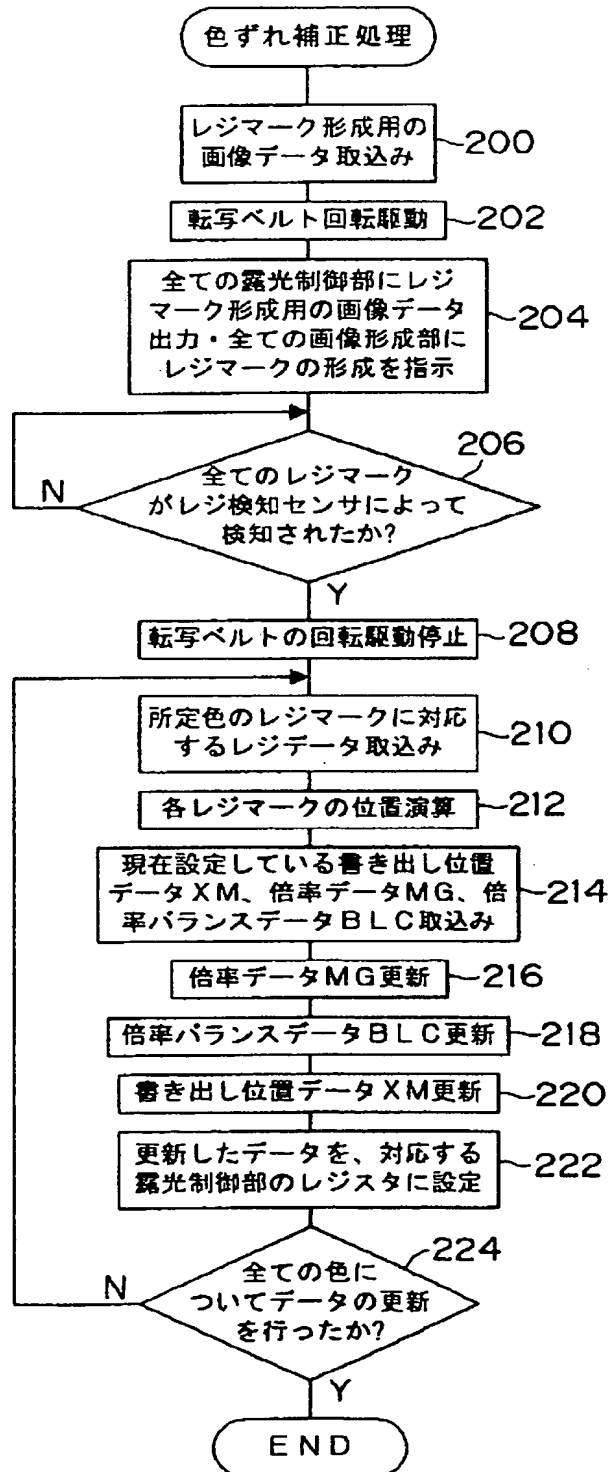 色ずれ補正処理
レジマーク形成用の
画像データ取込み
200
転写ベルト回転駆動
202
全ての露光制御部にレジ
マーク形成用の画像データ
出力・全ての画像形成部に
レジマークの形成を指示
204
206
全てのレジマーク
がレジ検知センサによって
検知されたか?
N
Y
転写ベルトの回転駆動停止
208
所定色のレジマークに対応
するレジデータ取込み
210
各レジマークの位置演算
212
現在設定している書き出し位置
データXM、倍率データMG、倍
率バランスデータBLC取込み
214
倍率データMG更新
216
倍率バランスデータBLC更新
218
書き出し位置データXM更新
220
更新したデータを、対応する
露光制御部のレジスタに設定
222
224
全ての色に
ついてデータの更新
を行ったか?
N
Y
END